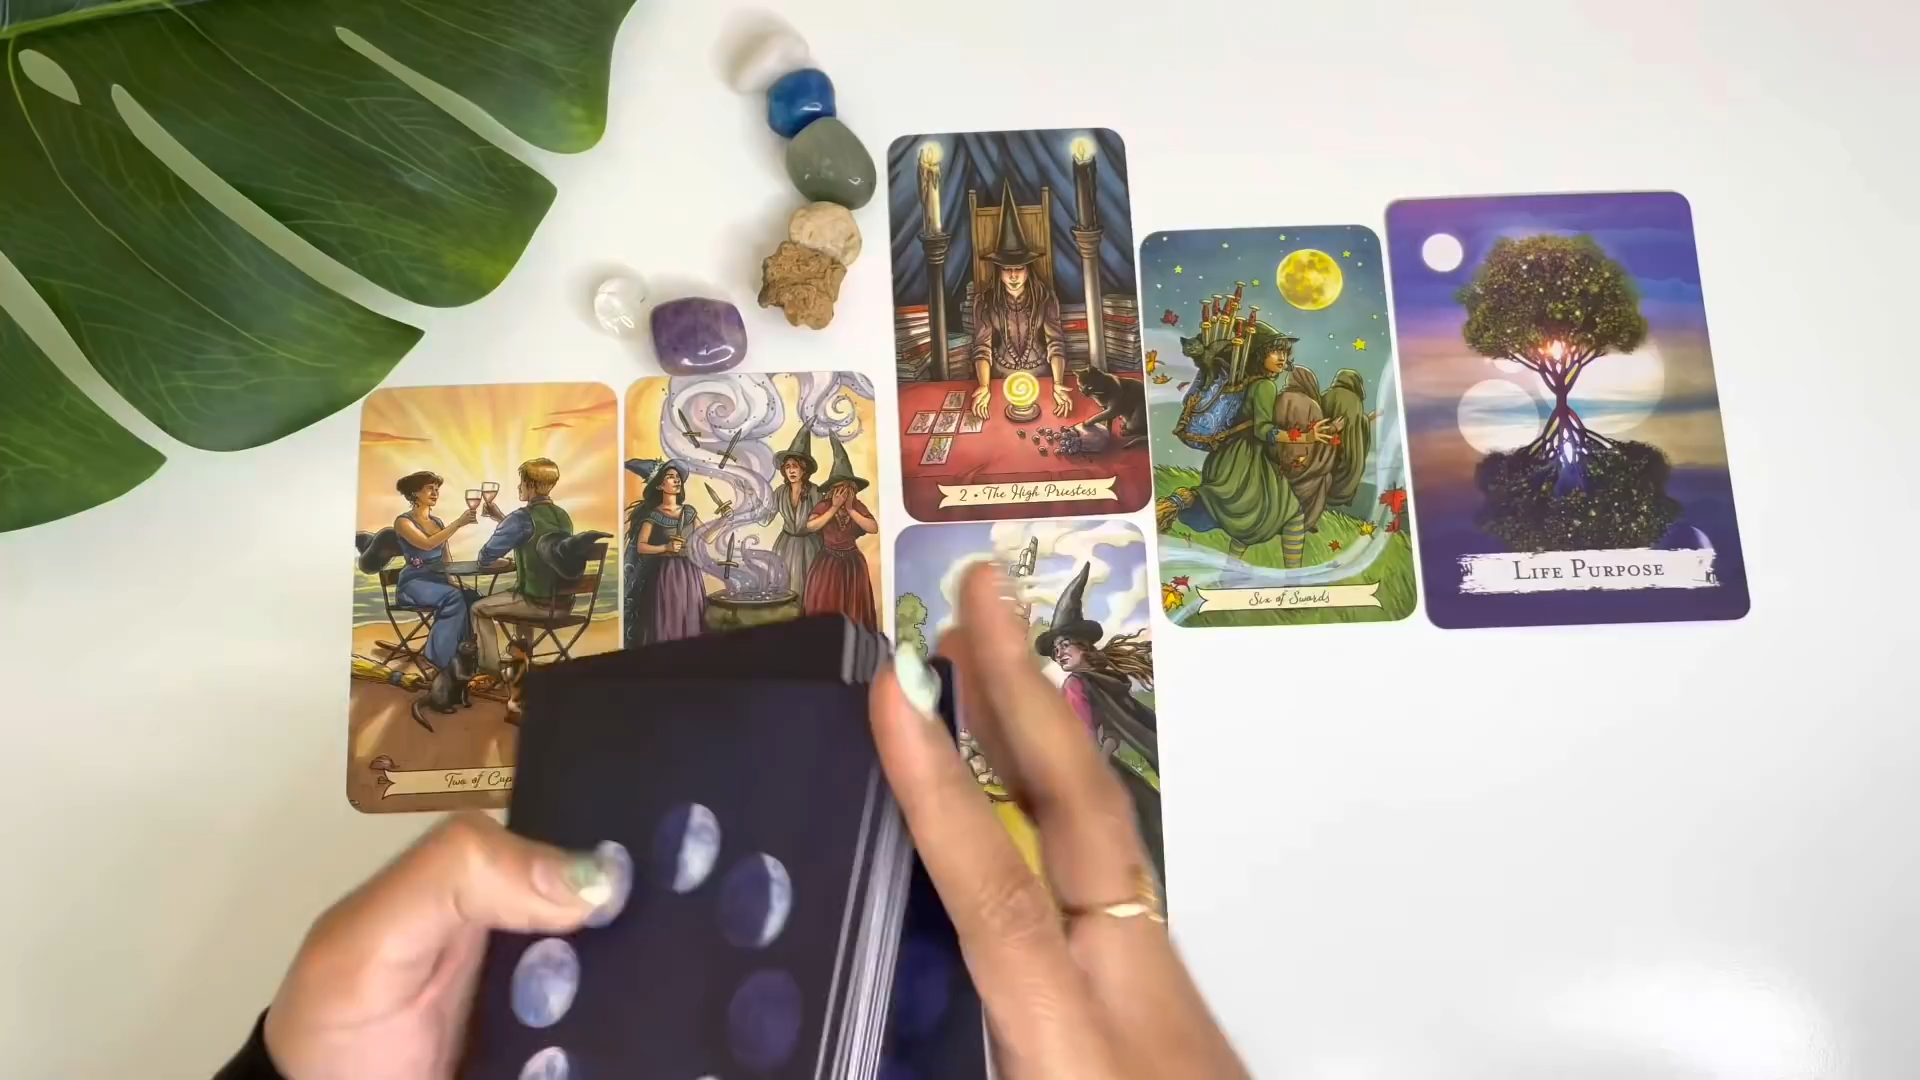 2 • The High Priestess
Six of Swords
Life Purpose
Two of Cup